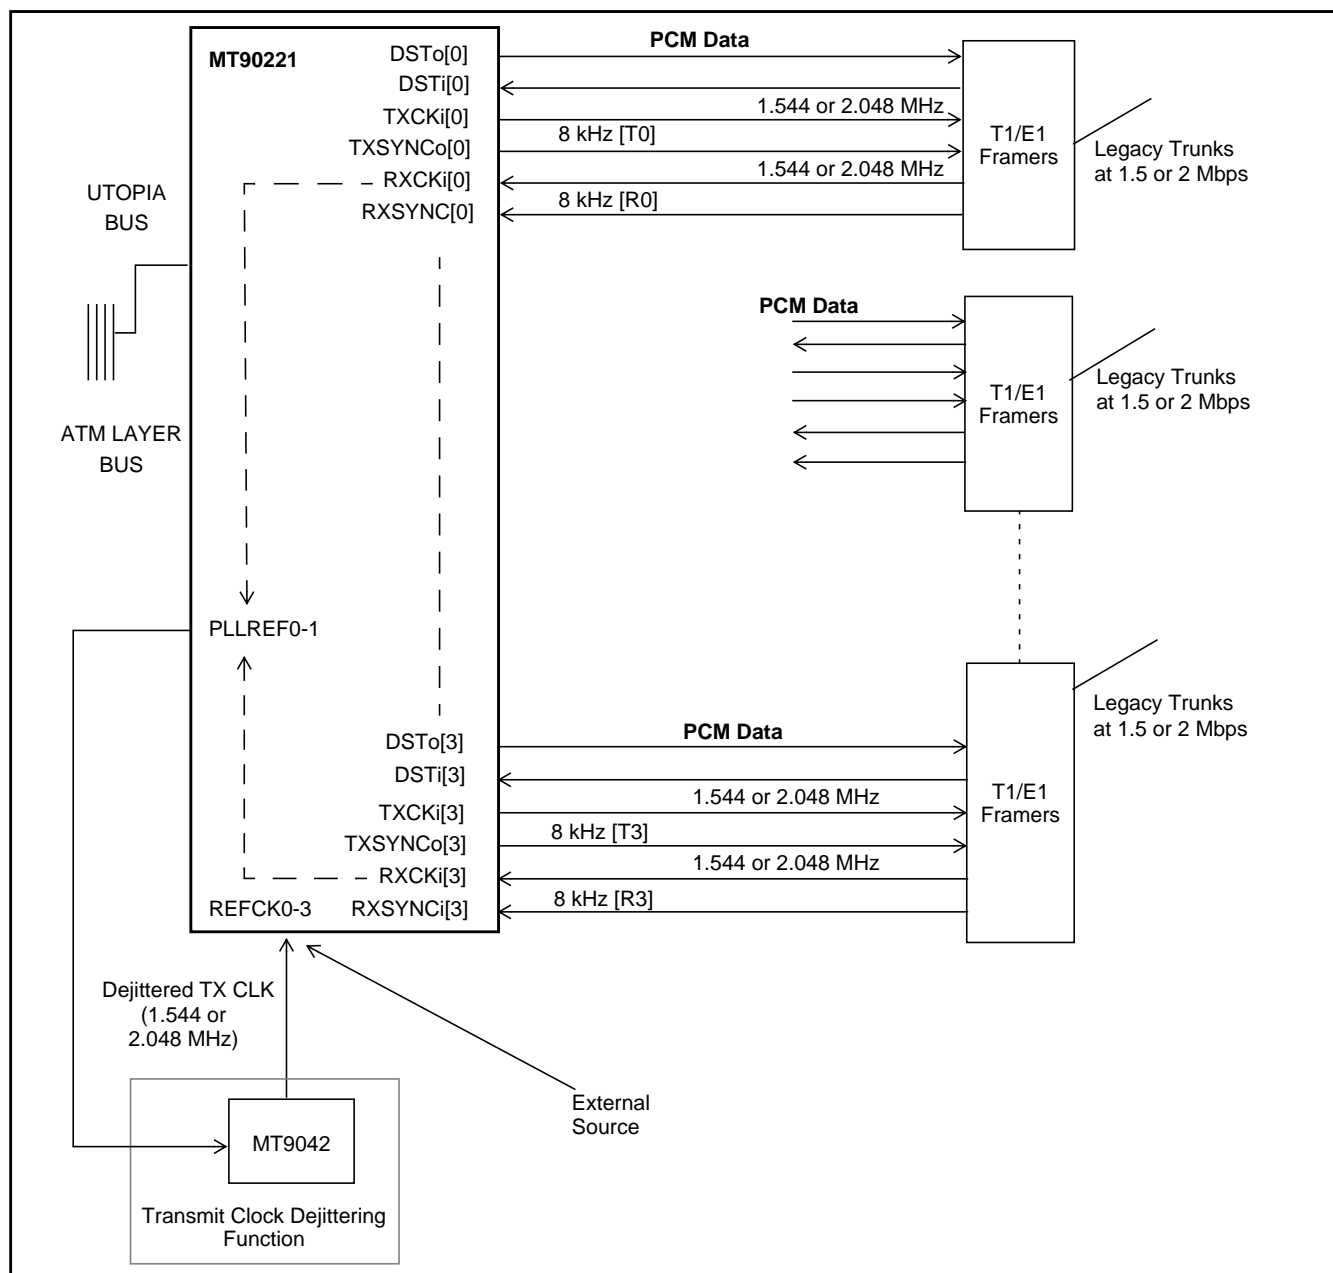 MT90221
DSTo[0]
DSTi[0]
TXCKi[0]
TXSYNCo[0]
RXCKi[0]
RXSYNC[0]
PCM Data
1.544 or 2.048 MHz
8 kHz [T0]
1.544 or 2.048 MHz
8 kHz [R0]
T1/E1
Framers
Legacy Trunks
at 1.5 or 2 Mbps
UTOPIA
BUS
ATM LAYER
BUS
PCM Data
T1/E1
Framers
Legacy Trunks
at 1.5 or 2 Mbps
PLLREF0-1
DSTo[3]
DSTi[3]
TXCKi[3]
TXSYNCo[3]
RXCKi[3]
REFCK0-3
RXSYNCi[3]
PCM Data
1.544 or 2.048 MHz
8 kHz [T3]
1.544 or 2.048 MHz
8 kHz [R3]
T1/E1
Framers
Legacy Trunks
at 1.5 or 2 Mbps
Dejittered TX CLK
(1.544 or
2.048 MHz)
External
Source
MT9042
Transmit Clock Dejittering
Function